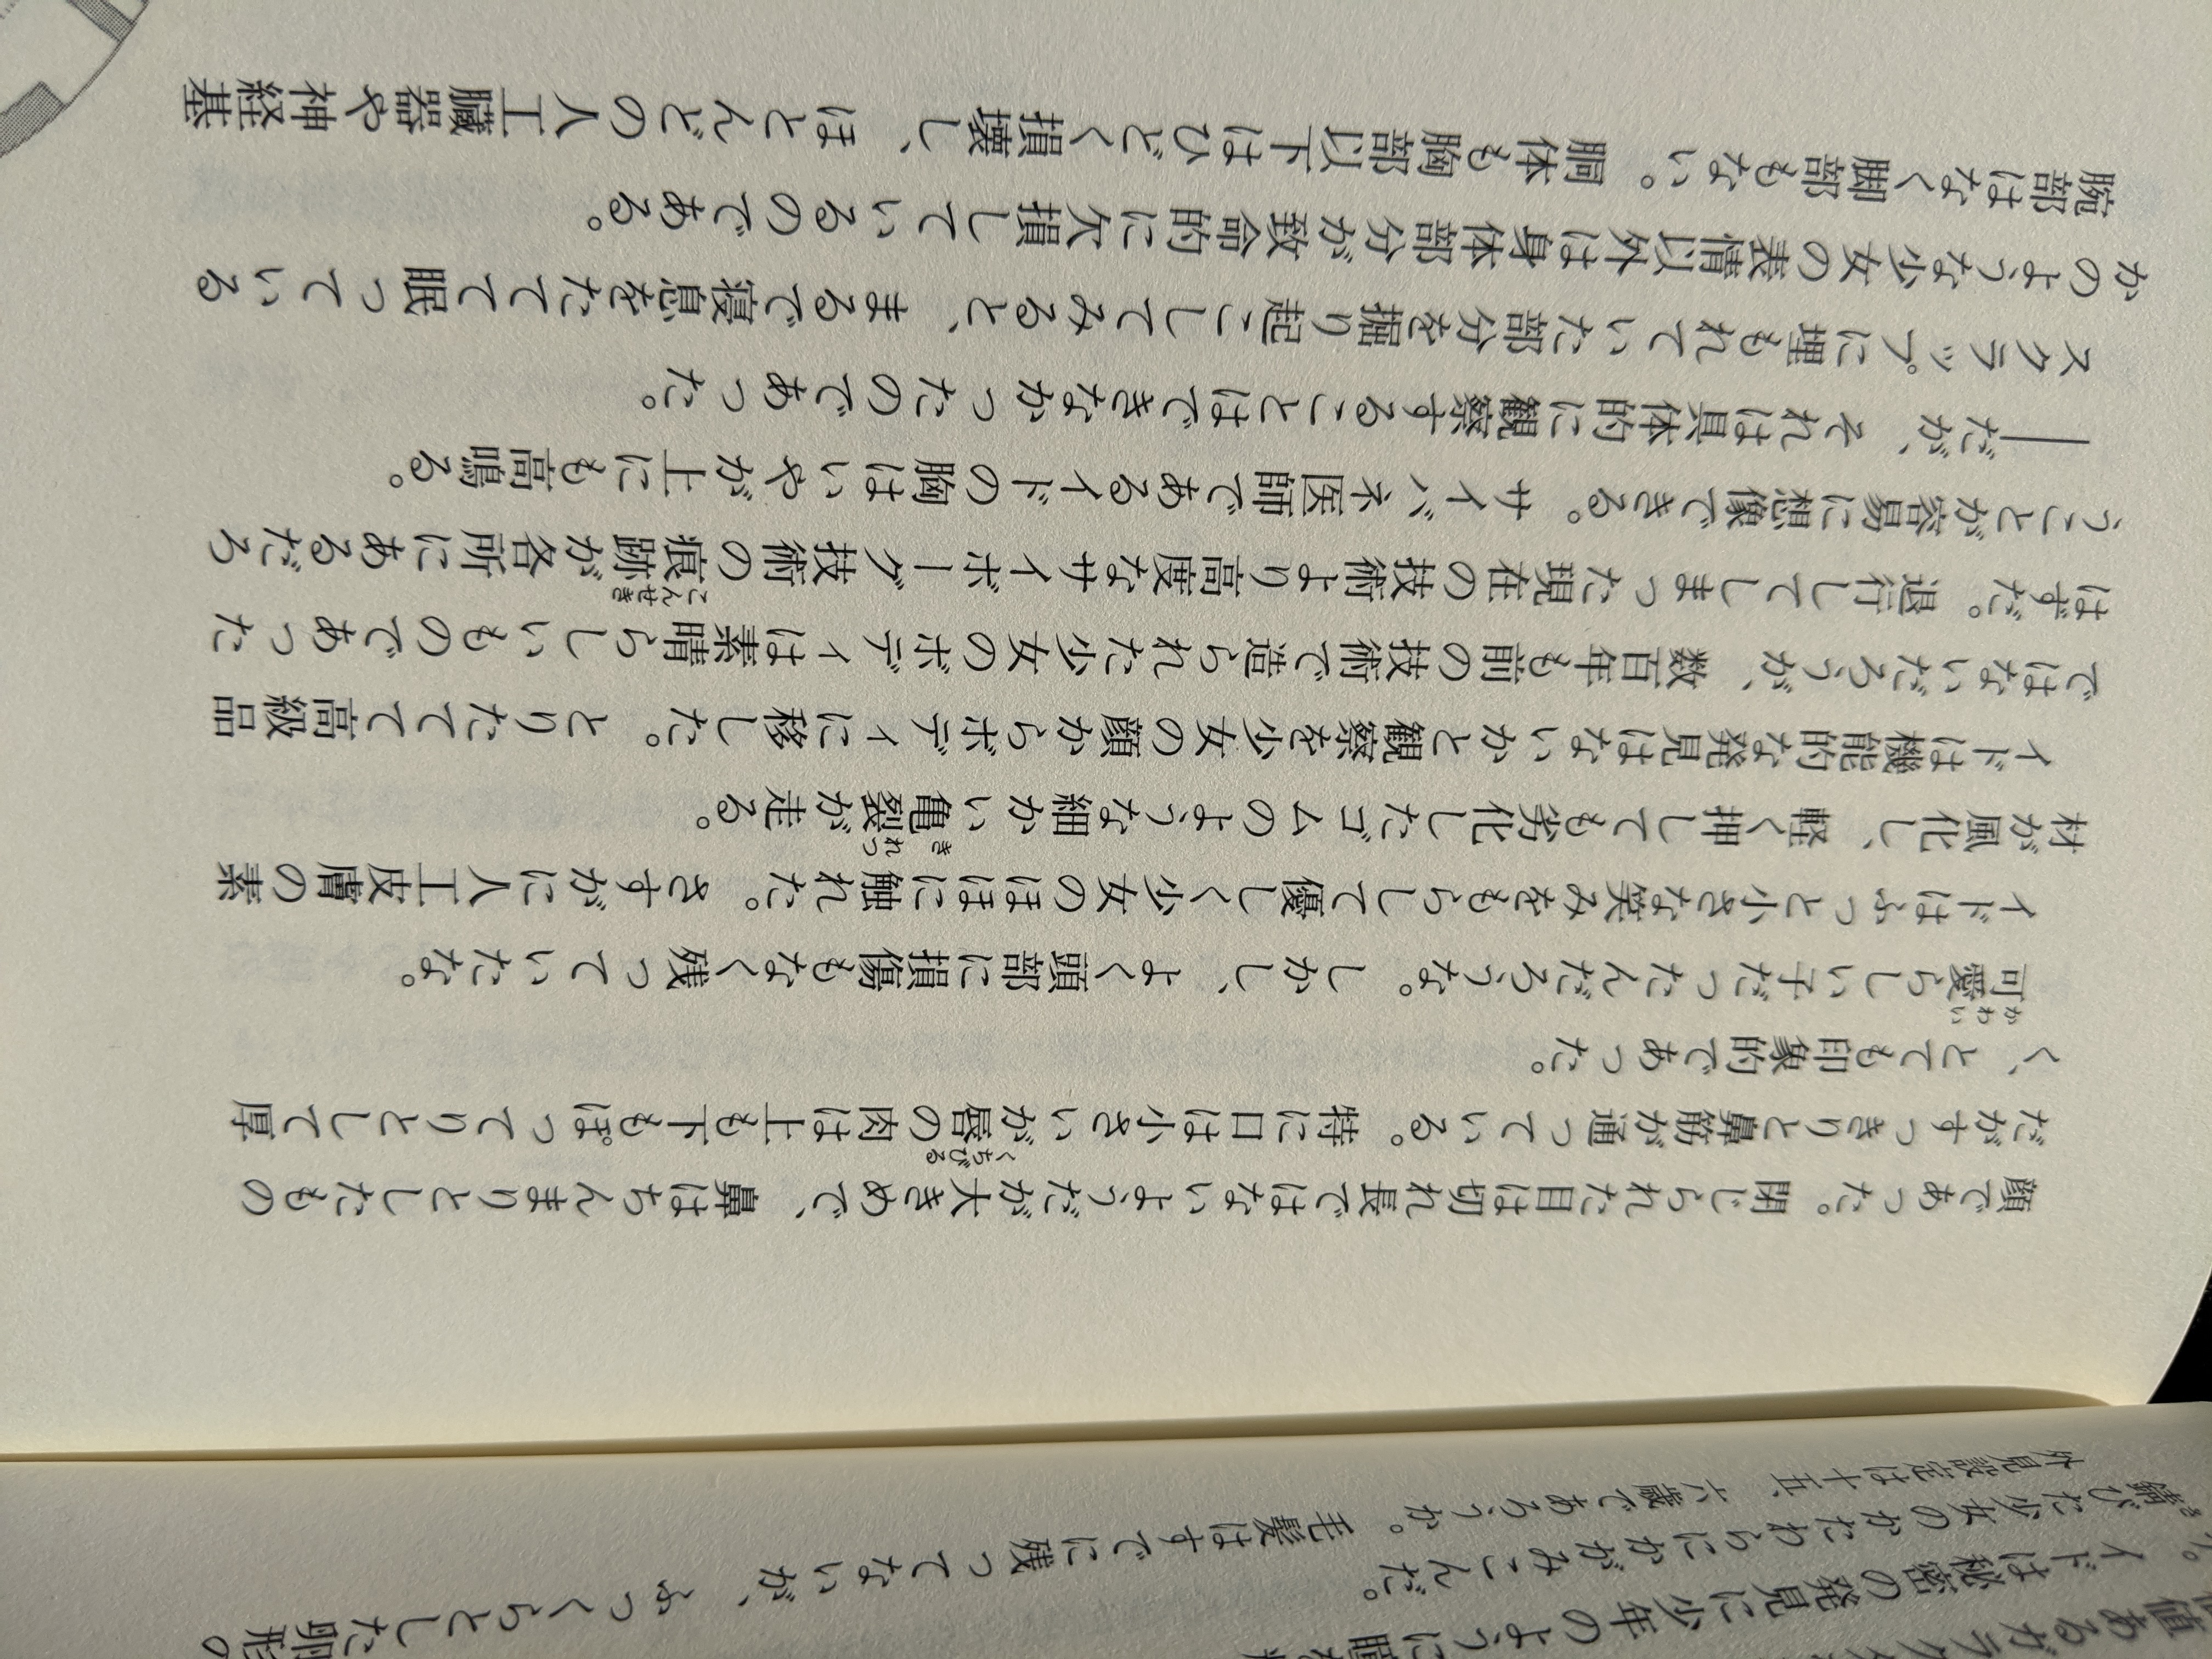 値あるガラク
イドは秘密の発見に少年のように瞳
錆びた少女のかたわらにかがみこんだ。
外見設定は十五、六歳であろうか。毛髪はすでに残ってないが、ふっくらとした卵形の
顔であった。閉じられた目は切れ長ではないようだが大きめで、鼻はちんまりとしたもの
だがすっきりと鼻筋が通っている。特に口は小さいが唇の肉は上も下もぽってりとして厚
く、とても印象的であった。
可愛らしい子だったんだろうな。しかし、よく頭部に損傷もなく残っていたな。
イドはふっと小さな笑みをもらして優しく少女のほほに触れた。さすがに人工皮膚の素
材が風化し、軽く押しても劣化したゴムのような細かい亀裂が走る。
イドは機能的な発見はないかと観察を少女の顔からボディに移した。とりたてて高級品
ではないだろうが、数百年も前の技術で造られた少女のボディは素晴らしいものであった
はずだ。退行してしまった現在の技術より高度なサイボーグ技術の痕跡が各所にあるだろ
うことが容易に想像できる。サイバネ医師であるイドの胸はいやが上にも高鳴る。
――だが、それは具体的に観察することはできなかったのであった。
スクラップに埋もれていた部分を掘り起こしてみると、まるで寝息をたてて眠っている
かのような少女の表情以外は身体部分が致命的に欠損しているのである。
腕部はなく脚部もない。胴体も胸部以下はひどく損壊し、ほとんどの人工臓器や神経基